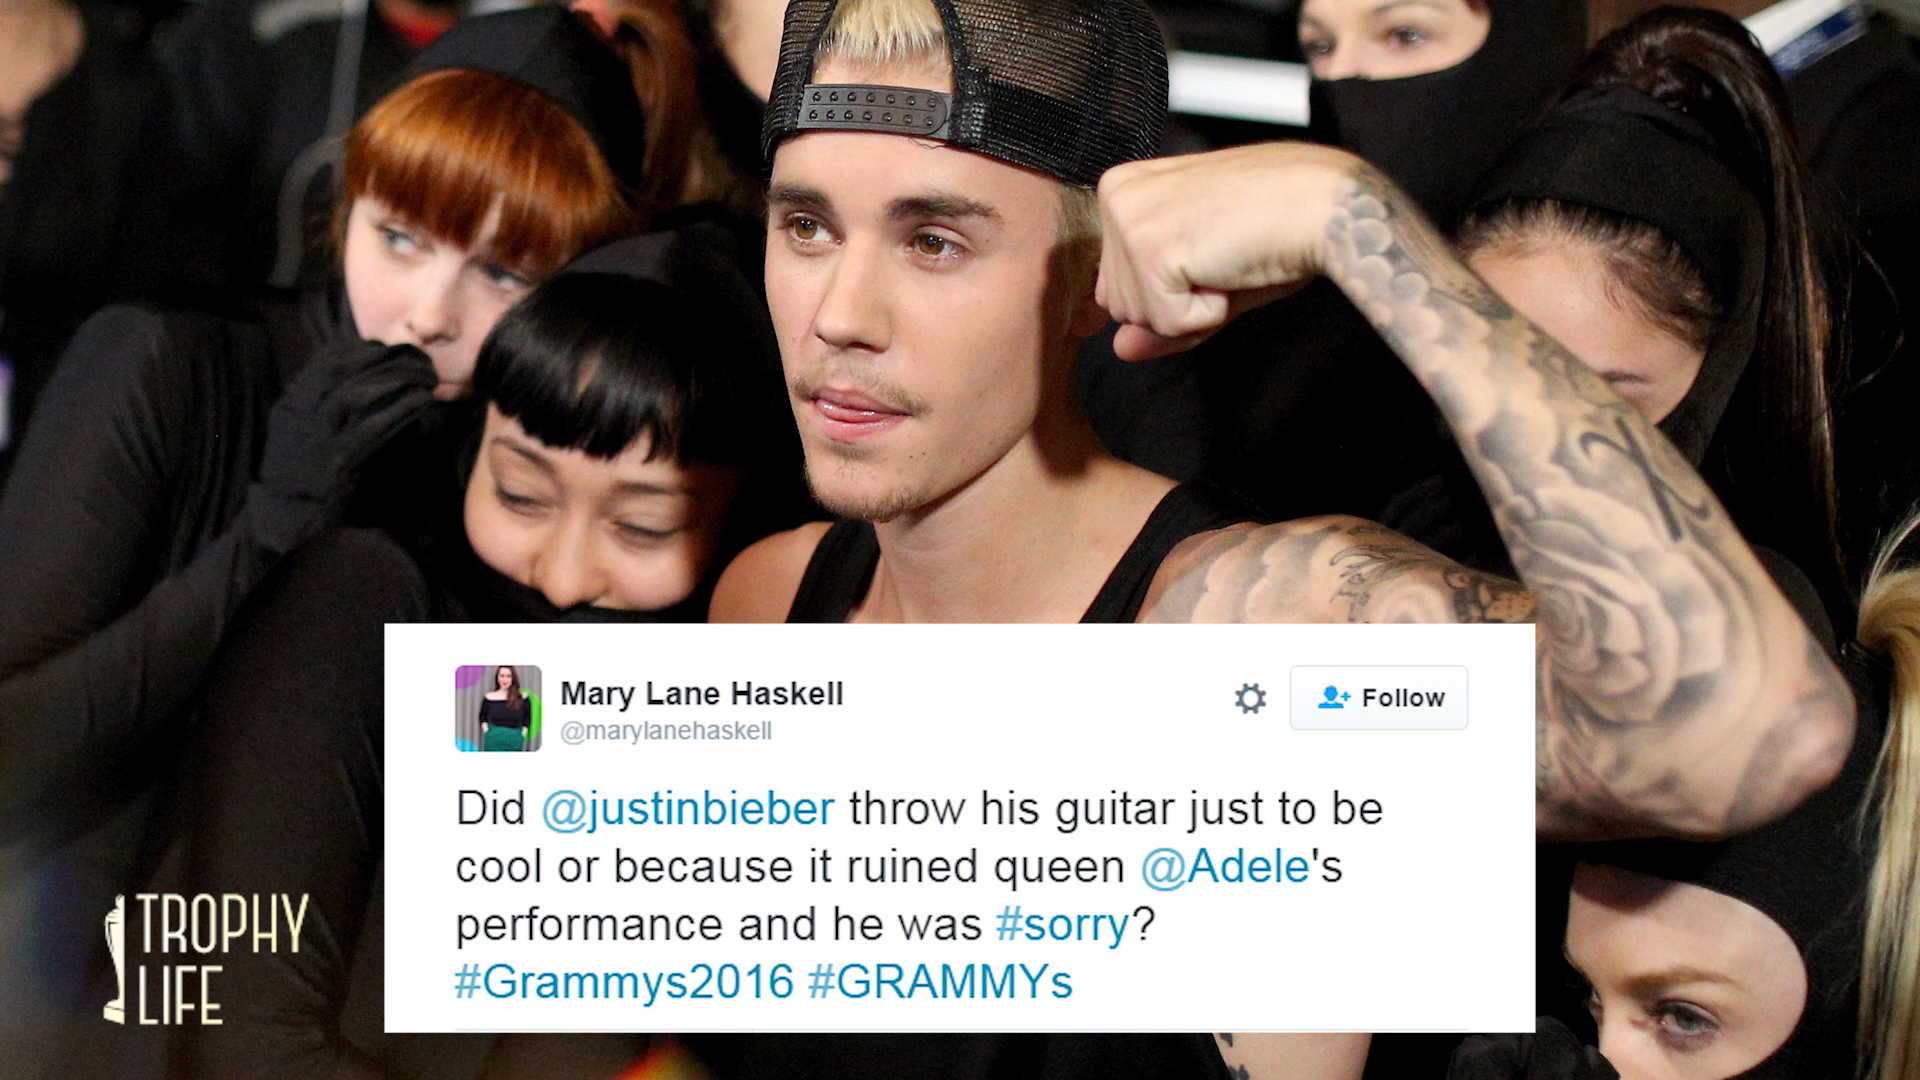 Mary Lane Haskell
@marylanehaskell
Follow
Did @justinbieber throw his guitar just to be
cool or because it ruined queen @Adele's
performance and he was #sorry?
#Grammys2016 #GRAMMYs
TROPHY
LIFE